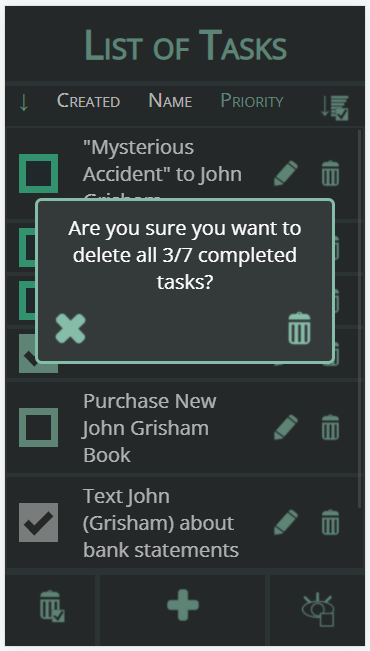 List of Tasks
↓ Created Name Priority
"Mysterious
Accident" to John
Grisham
Are you sure you want to
delete all 3/7 completed
tasks?
Purchase New
John Grisham
Book
Text John
(Grisham) about
bank statements